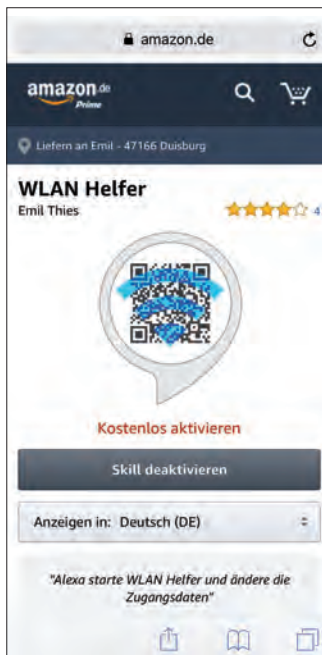 amazon.de
amazon.de
Prime
Liefern an Emil - 47166 Duisburg
WLAN Helfer
Emil Thies
4
Kostenlos aktivieren
Skill deaktivieren
Anzeigen in: Deutsch (DE)
"Alexa starte WLAN Helfer und ändere die
Zugangsdaten"